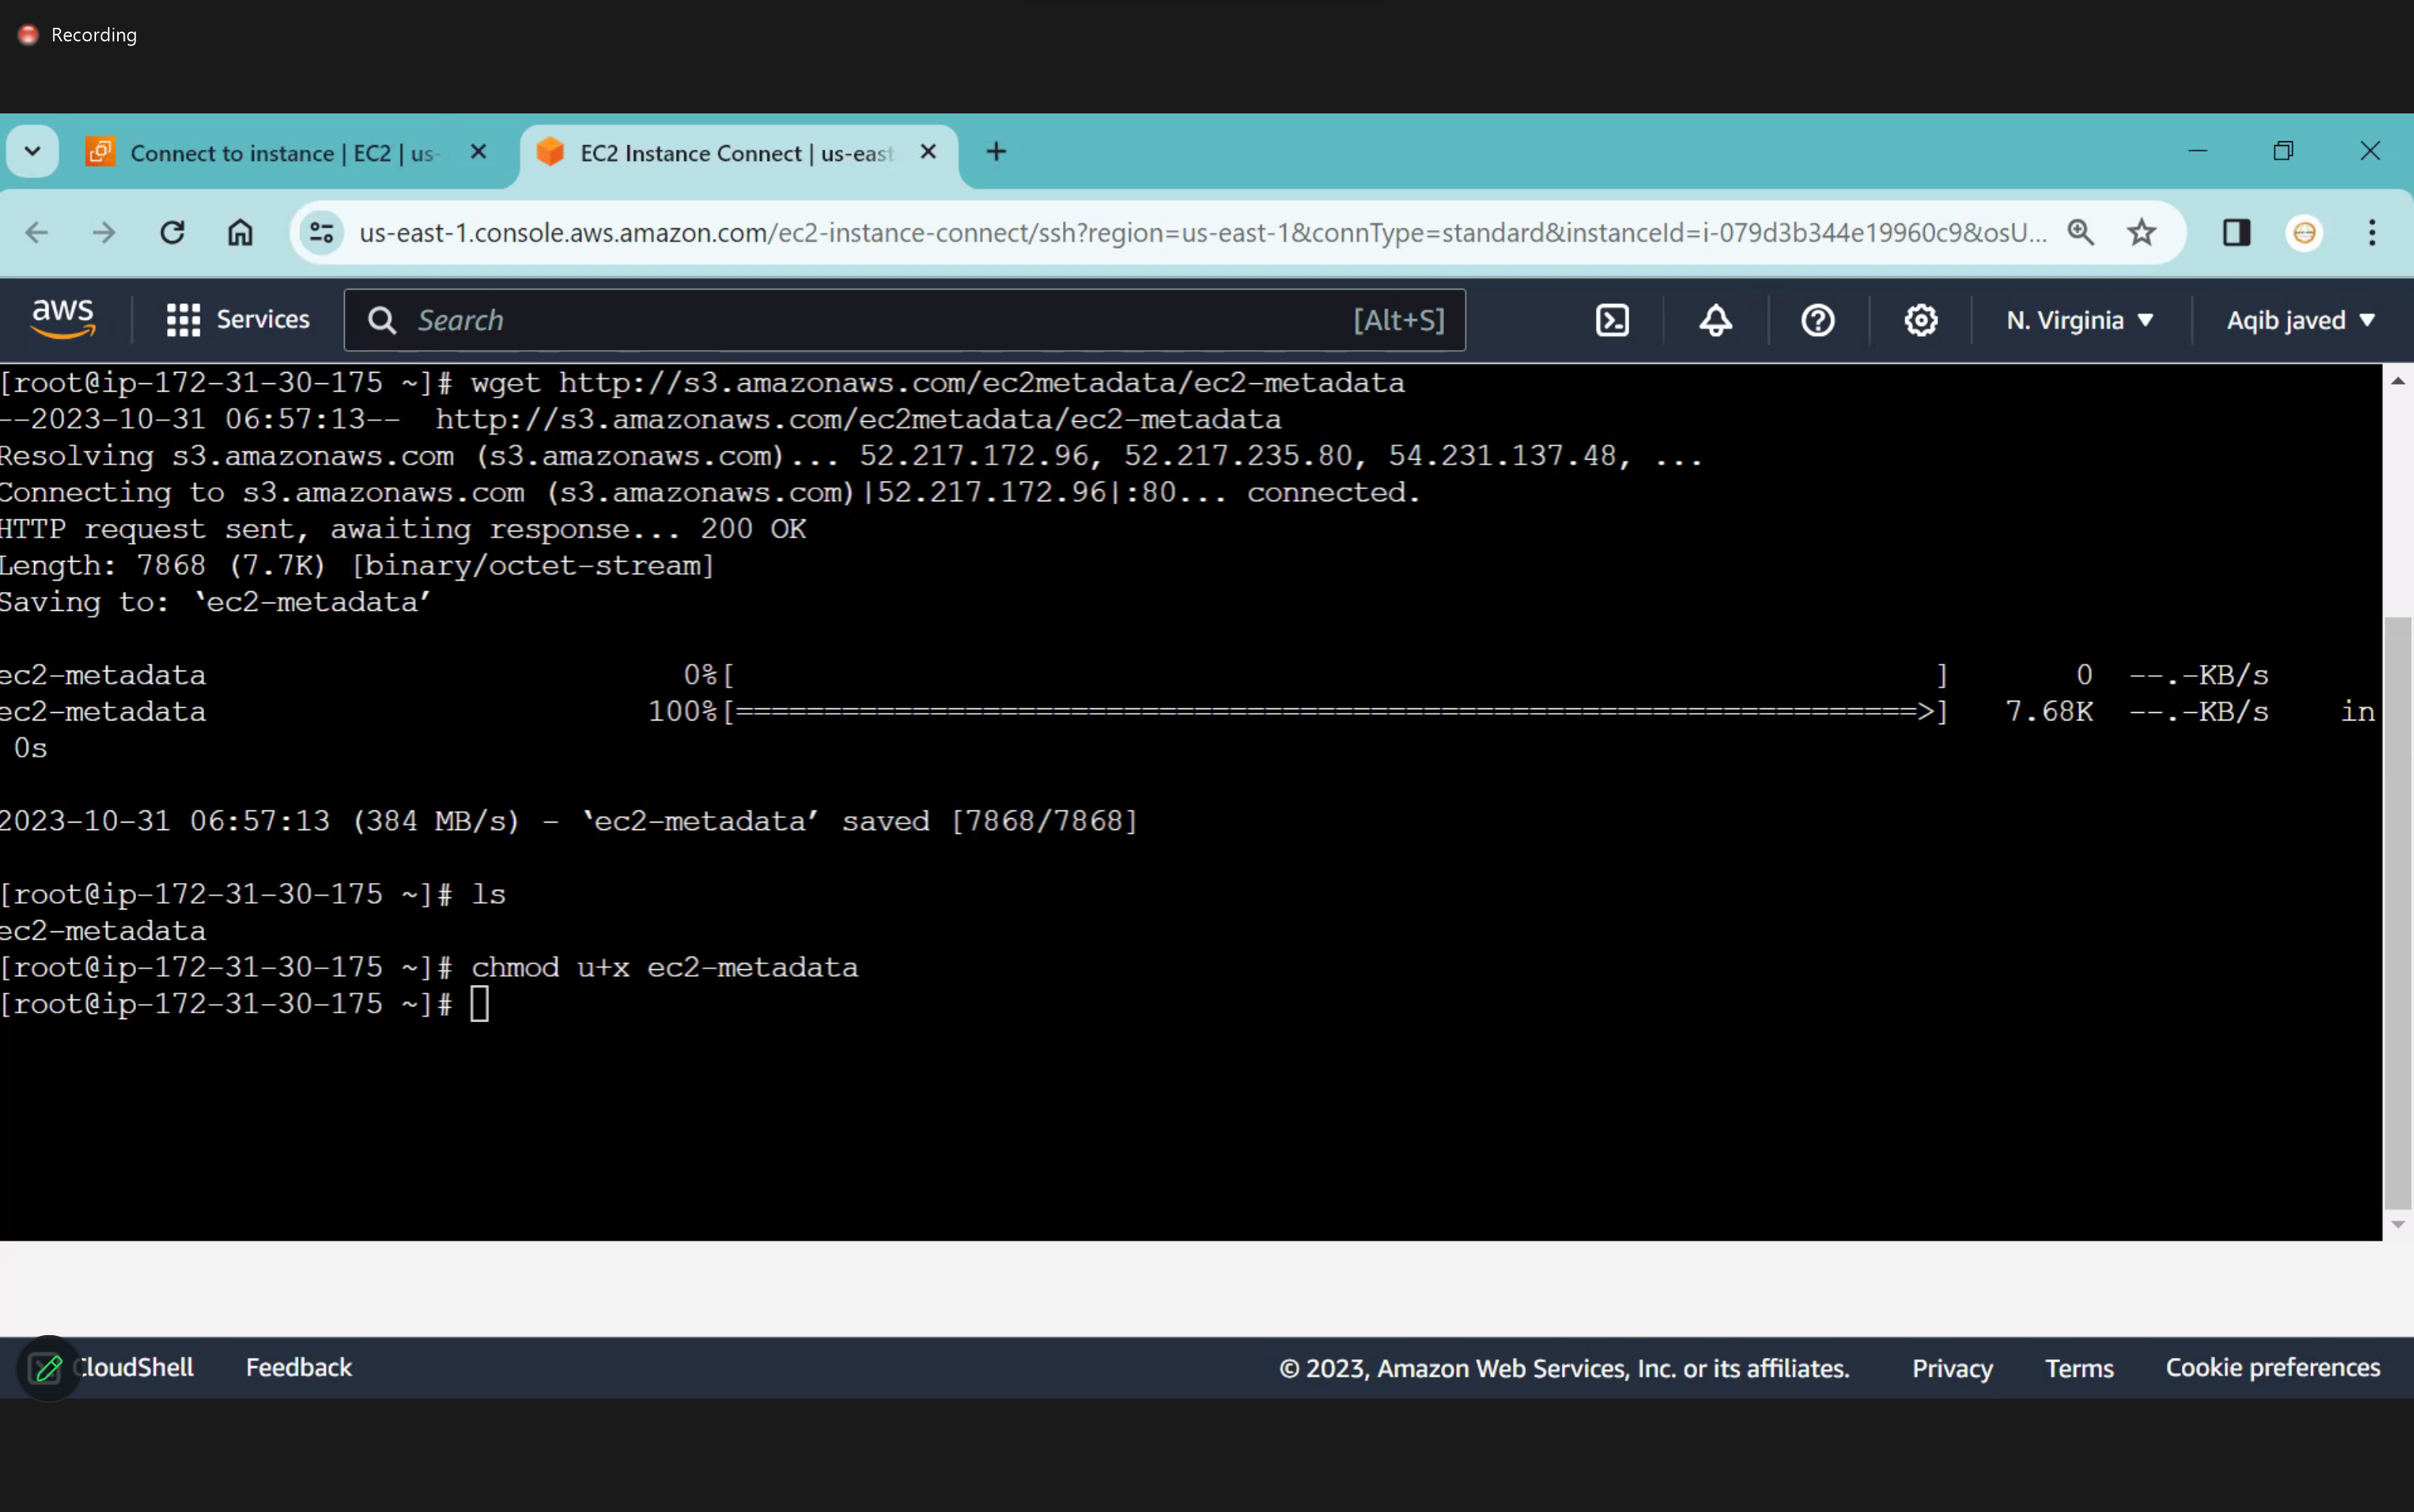 Recording
Connect to instance | EC2 | us-
EC2 Instance Connect | us-east
us-east-1.console.aws.amazon.com/ec2-instance-connect/ssh?region=us-east-1&connType=standard&instanceId=i-079d3b344e19960c9&osU...
aws Services Search [Alt+S] N. Virginia Aqib javed
[root@ip-172-31-30-175 ~]# wget http://s3.amazonaws.com/ec2metadata/ec2-metadata
--2023-10-31 06:57:13-- http://s3.amazonaws.com/ec2metadata/ec2-metadata
Resolving s3.amazonaws.com (s3.amazonaws.com)... 52.217.172.96, 52.217.235.80, 54.231.137.48, ...
Connecting to s3.amazonaws.com (s3.amazonaws.com)|52.217.172.96|:80... connected.
HTTP request sent, awaiting response... 200 OK
Length: 7868 (7.7K) [binary/octet-stream]
Saving to: ‘ec2-metadata’
ec2-metadata 0%[ ] 0 --.-KB/s
ec2-metadata 100%[===================================================================>] 7.68K --.-KB/s in
0s
2023-10-31 06:57:13 (384 MB/s) - ‘ec2-metadata’ saved [7868/7868]
[root@ip-172-31-30-175 ~]# ls
ec2-metadata
[root@ip-172-31-30-175 ~]# chmod u+x ec2-metadata
[root@ip-172-31-30-175 ~]#
CloudShell Feedback © 2023, Amazon Web Services, Inc. or its affiliates. Privacy Terms Cookie preferences